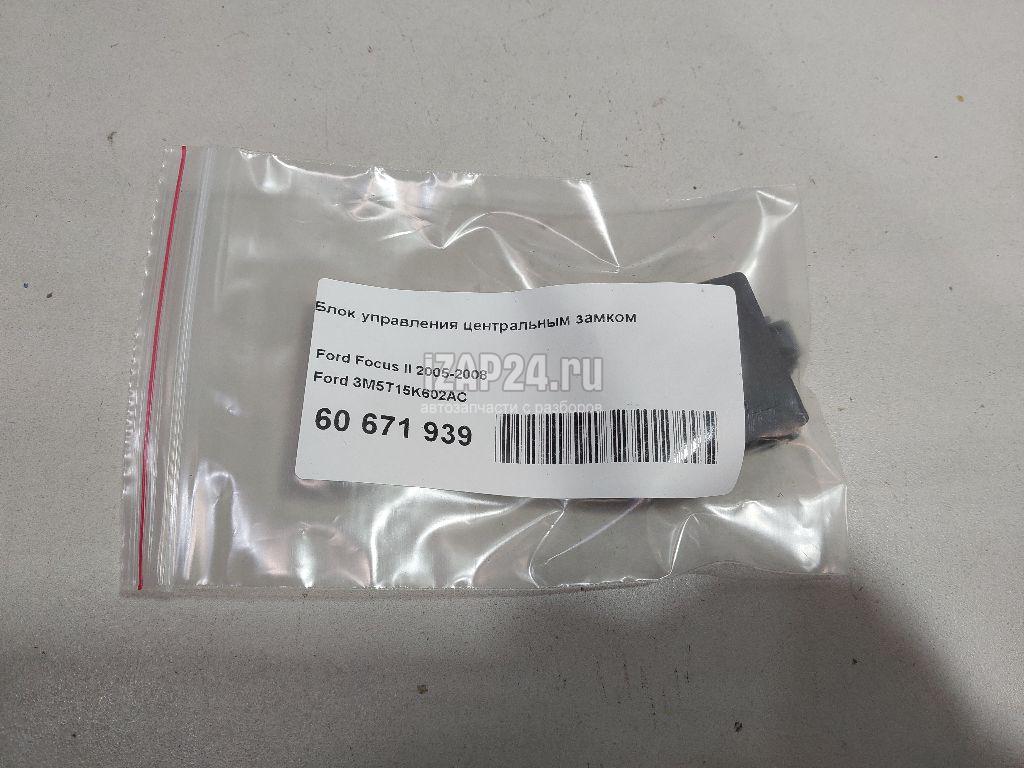 Блок управления центральным замком
Ford Focus II 2005-2008
iZAP24.ru
Ford 3M5T15K602AC
автозапчасти с разборов
60 671 939